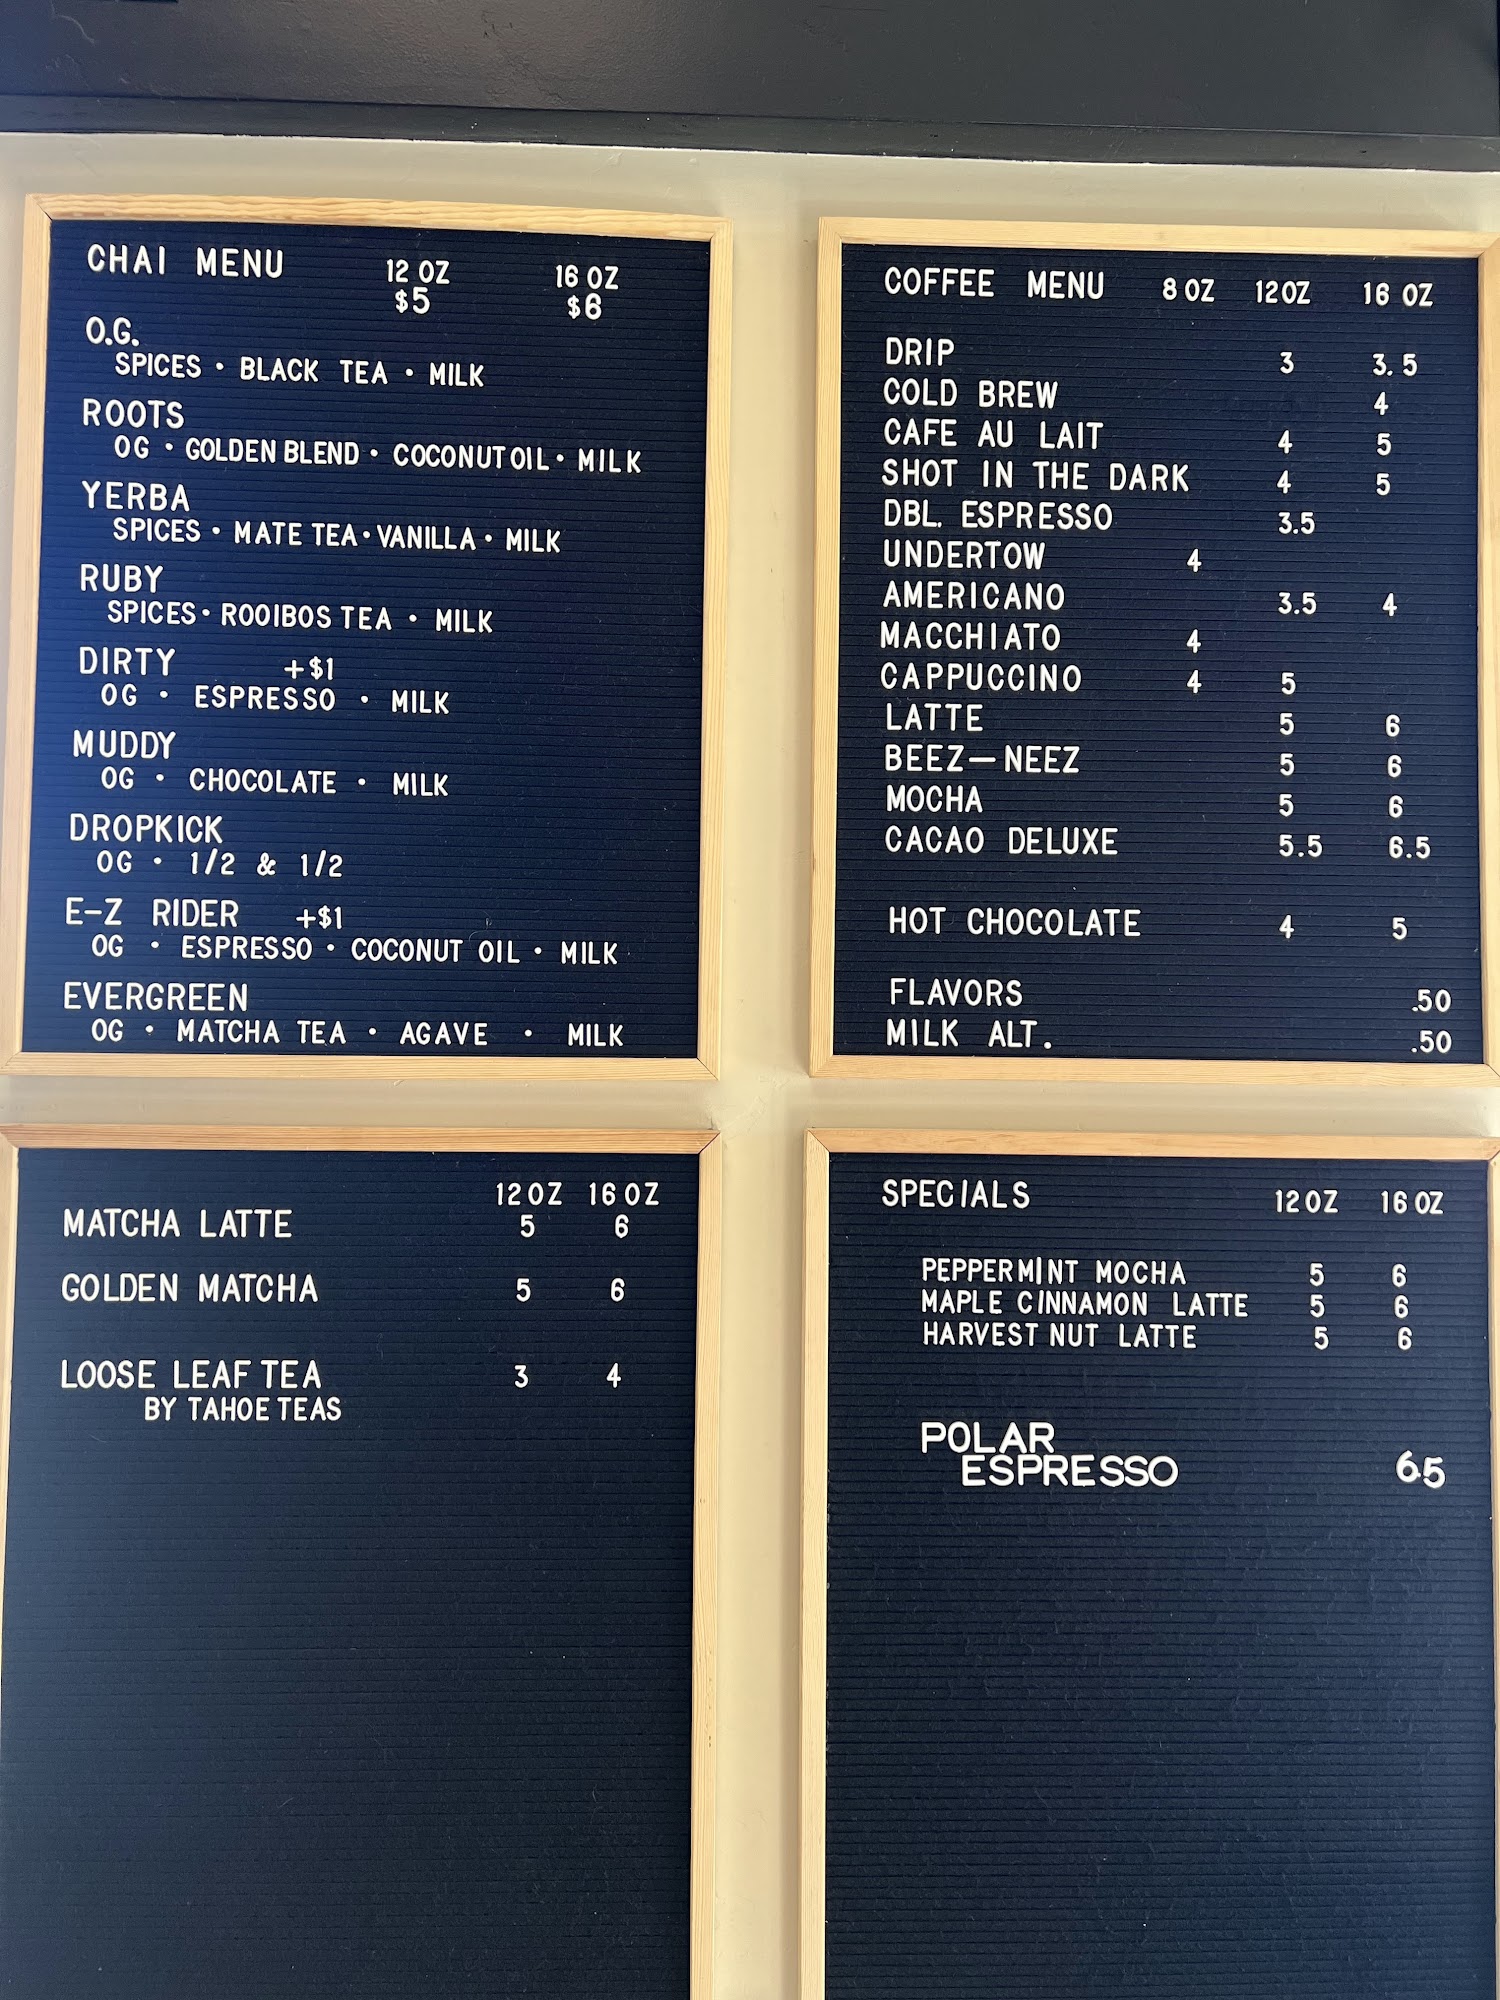 CHAI MENU 12 OZ 16 OZ
$5 $6
O.G.
SPICES • BLACK TEA • MILK
ROOTS
OG • GOLDEN BLEND • COCONUT OIL • MILK
YERBA
SPICES • MATE TEA • VANILLA • MILK
RUBY
SPICES • ROOIBOS TEA • MILK
DIRTY +$1
OG • ESPRESSO • MILK
MUDDY
OG • CHOCOLATE • MILK
DROPKICK
OG • 1/2 & 1/2
E-Z RIDER +$1
OG • ESPRESSO • COCONUT OIL • MILK
EVERGREEN
OG • MATCHA TEA • AGAVE • MILK
COFFEE MENU 8 OZ 12 OZ 16 OZ
DRIP 3 3.5
COLD BREW 4
CAFE AU LAIT 4 5
SHOT IN THE DARK 4 5
DBL. ESPRESSO 3.5
UNDERTOW 4
AMERICANO 3.5 4
MACCHIATO 4
CAPPUCCINO 4 5
LATTE 5 6
BEEZ—NEEZ 5 6
MOCHA 5 6
CACAO DELUXE 5.5 6.5
HOT CHOCOLATE 4 5
FLAVORS .50
MILK ALT. .50
12 OZ 16 OZ
MATCHA LATTE 5 6
GOLDEN MATCHA 5 6
LOOSE LEAF TEA 3 4
BY TAHOE TEAS
SPECIALS 12 OZ 16 OZ
PEPPERMINT MOCHA 5 6
MAPLE CINNAMON LATTE 5 6
HARVEST NUT LATTE 5 6
POLAR
ESPRESSO 6.5